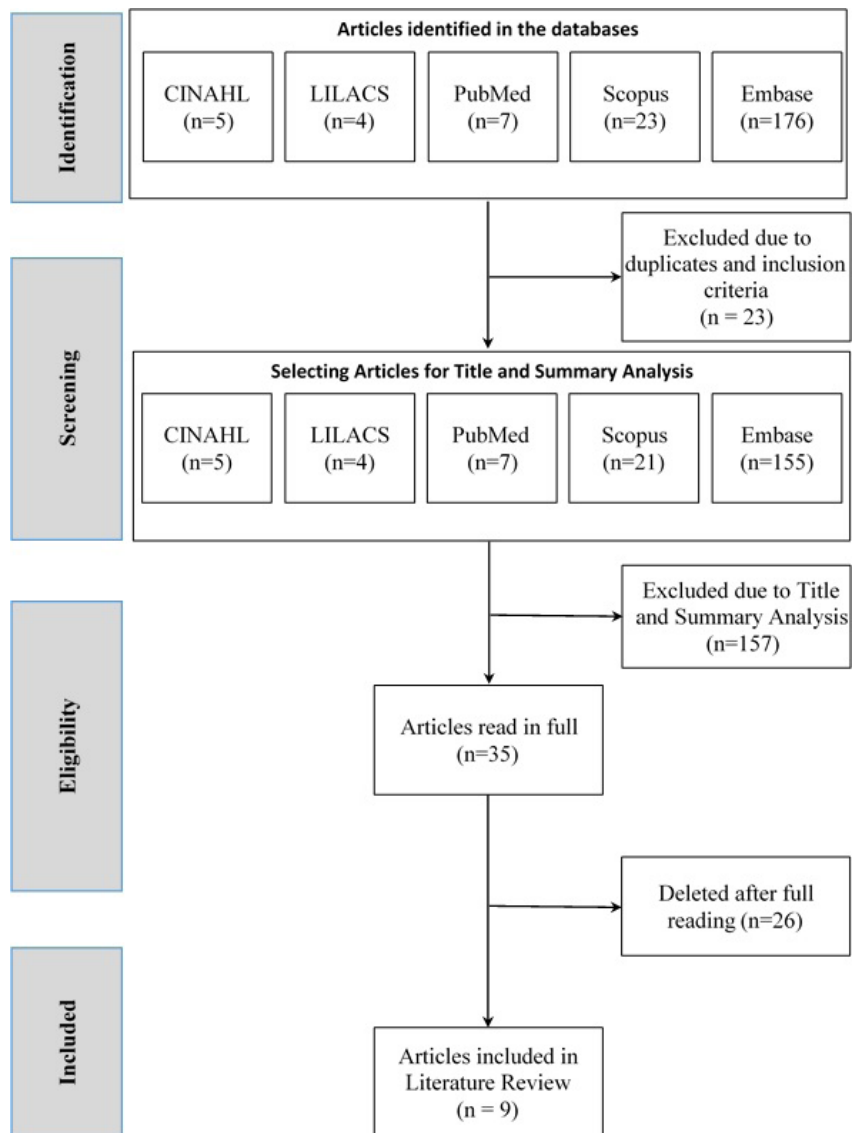 Identification
Articles identified in the databases
CINAHL
(n=5)
LILACS
(n=4)
PubMed
(n=7)
Scopus
(n=23)
Embase
(n=176)
Excluded due to
duplicates and inclusion
criteria
(n = 23)
Screening
Selecting Articles for Title and Summary Analysis
CINAHL
(n=5)
LILACS
(n=4)
PubMed
(n=7)
Scopus
(n=21)
Embase
(n=155)
Excluded due to Title
and Summary Analysis
(n=157)
Eligibility
Articles read in full
(n=35)
Deleted after full
reading (n=26)
Included
Articles included in
Literature Review
(n = 9)